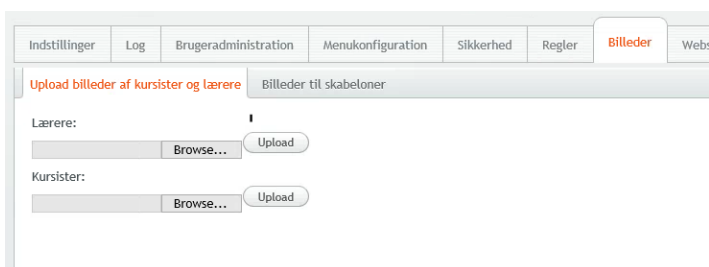 Indstillinger Log Brugeradministration Menukonfiguration Sikkerhed Regler Billeder Webs
Upload billeder af kursister og lærere Billeder til skabeloner
Lærere:
Browse... Upload
Kursister:
Browse... Upload